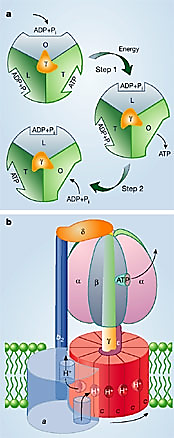 a
ADP+Pi
O
γ
L
T
ADP+Pi
ATP
Energy
Step 1
ADP+Pi
L
γ
T
O
ATP
ATP
ADP+Pi
L
γ
T
O
ATP
ADP+Pi
Step 2
b
δ
α
β
α
ATP
b2
γ
ε
H+
H+
H+
H+
H+
a
c
c
c
c